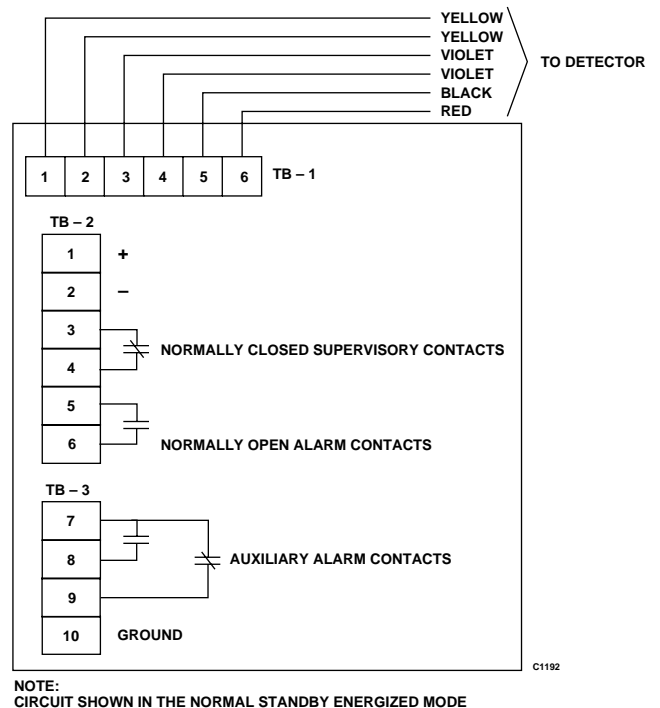 YELLOW
YELLOW
VIOLET
VIOLET
BLACK
RED
TO DETECTOR
1 2 3 4 5 6 TB – 1
TB – 2
1 +
2 –
3
4
NORMALLY CLOSED SUPERVISORY CONTACTS
5
6
NORMALLY OPEN ALARM CONTACTS
TB – 3
7
8
AUXILIARY ALARM CONTACTS
9
10 GROUND
C1192
NOTE:
CIRCUIT SHOWN IN THE NORMAL STANDBY ENERGIZED MODE